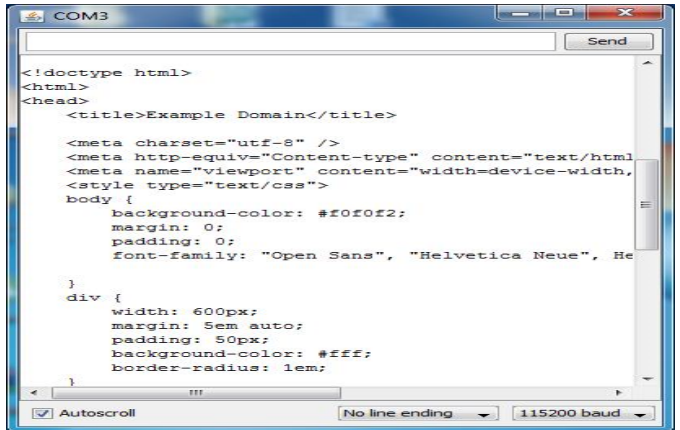 COM3
Send
<!doctype html>
<html>
<head>
    <title>Example Domain</title>

    <meta charset="utf-8" />
    <meta http-equiv="Content-type" content="text/html
    <meta name="viewport" content="width=device-width,
    <style type="text/css">
    body {
        background-color: #f0f0f2;
        margin: 0;
        padding: 0;
        font-family: "Open Sans", "Helvetica Neue", He

    }
    div {
        width: 600px;
        margin: 5em auto;
        padding: 50px;
        background-color: #fff;
        border-radius: 1em;
    }
Autoscroll
No line ending
115200 baud